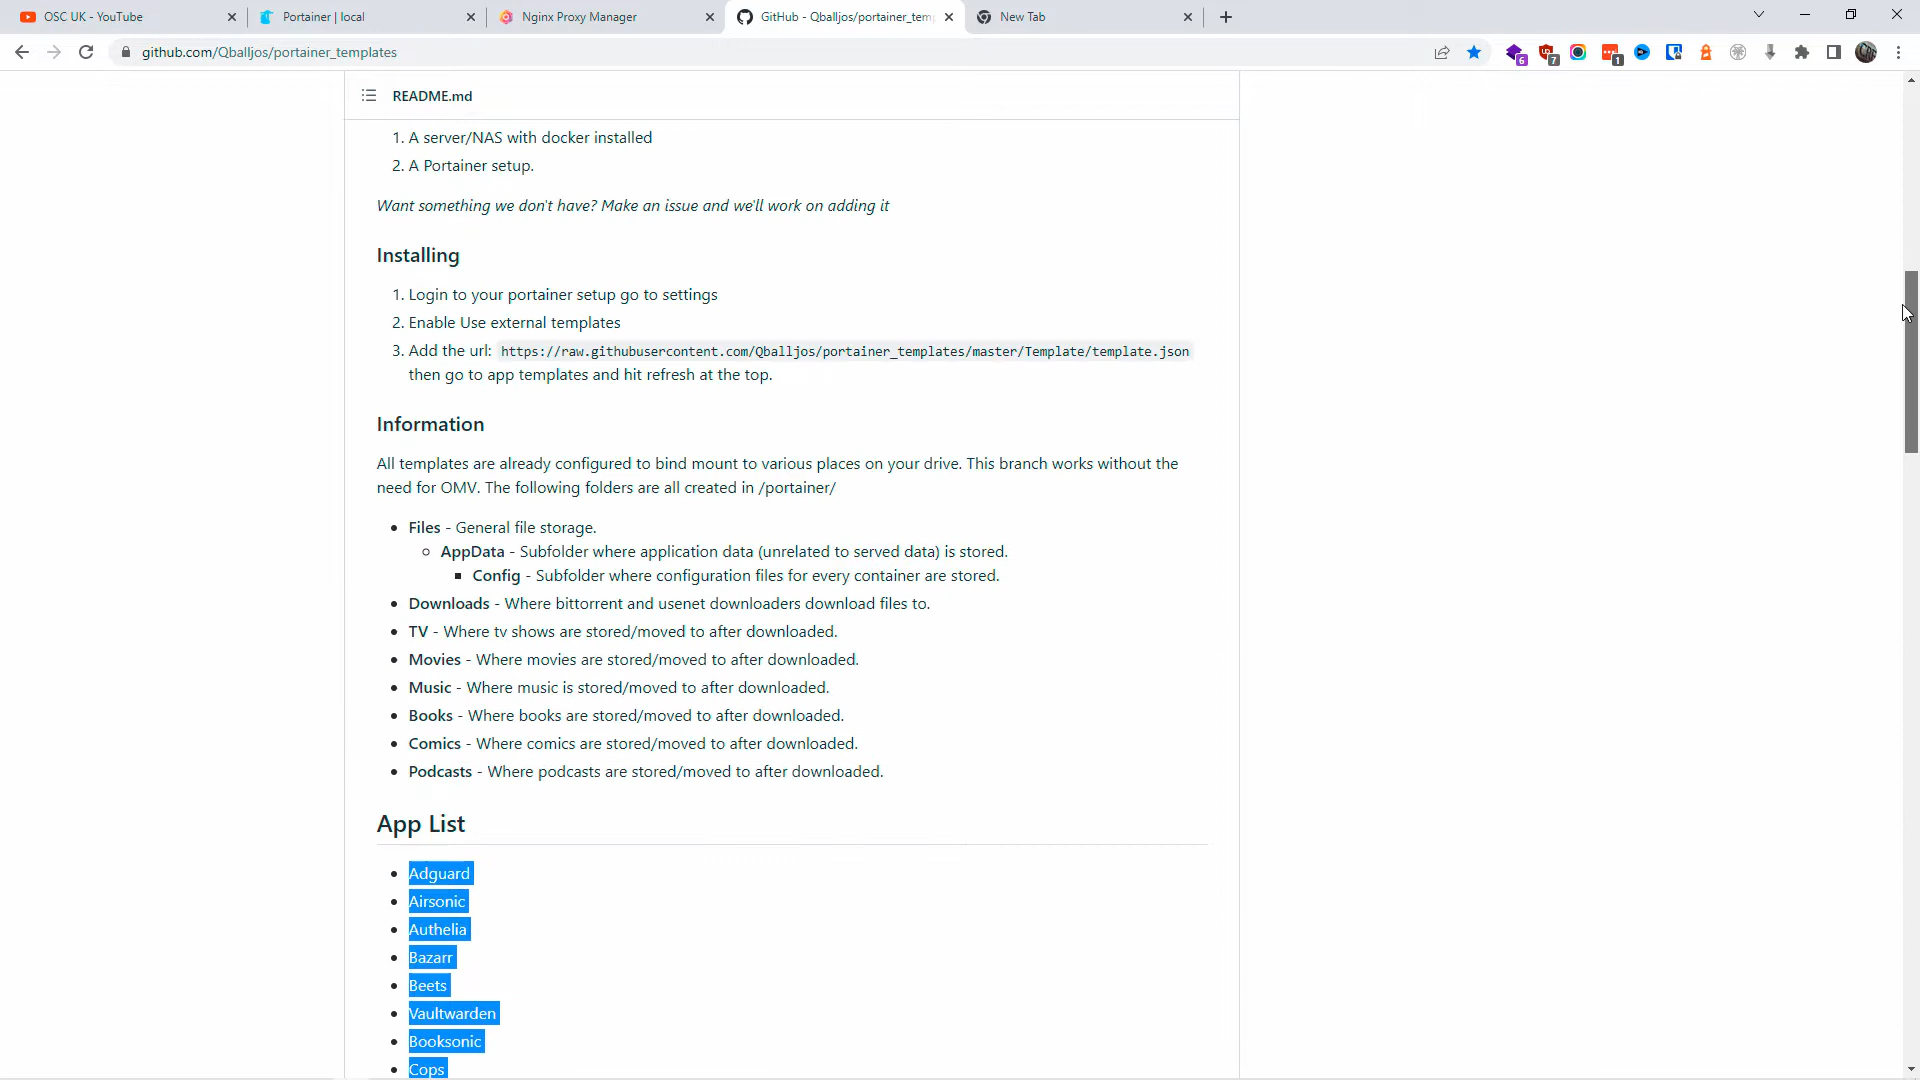 OSC UK - YouTube
Portainer | local
Nginx Proxy Manager
GitHub - Qballjos/portainer_temp
New Tab
github.com/Qballjos/portainer_templates
6
7
1
README.md
1. A server/NAS with docker installed
2. A Portainer setup.
Want something we don't have? Make an issue and we'll work on adding it
Installing
1. Login to your portainer setup go to settings
2. Enable Use external templates
3. Add the url: https://raw.githubusercontent.com/Qballjos/portainer_templates/master/Template/template.json
then go to app templates and hit refresh at the top.
Information
All templates are already configured to bind mount to various places on your drive. This branch works without the
need for OMV. The following folders are all created in /portainer/
• Files - General file storage.
○ AppData - Subfolder where application data (unrelated to served data) is stored.
▪ Config - Subfolder where configuration files for every container are stored.
• Downloads - Where bittorrent and usenet downloaders download files to.
• TV - Where tv shows are stored/moved to after downloaded.
• Movies - Where movies are stored/moved to after downloaded.
• Music - Where music is stored/moved to after downloaded.
• Books - Where books are stored/moved to after downloaded.
• Comics - Where comics are stored/moved to after downloaded.
• Podcasts - Where podcasts are stored/moved to after downloaded.
App List
• Adguard
• Airsonic
• Authelia
• Bazarr
• Beets
• Vaultwarden
• Booksonic
• Cops